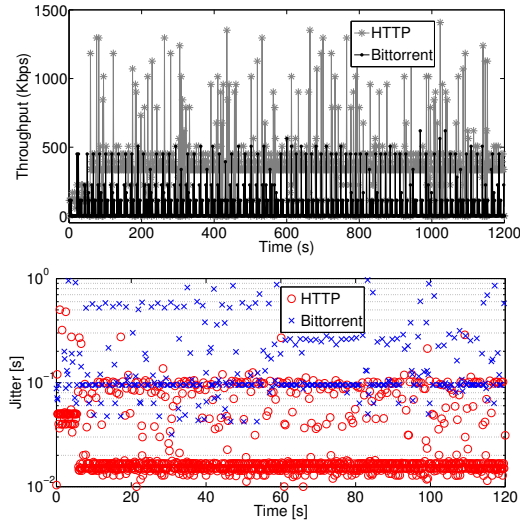 Throughput (Kbps)
1500
1000
500
0
HTTP
Bittorrent
0 200 400 600 800 1000 1200
Time (s)
Jitter [s]
10^0
10^-1
10^-2
HTTP
Bittorrent
0 20 40 60 80 100 120
Time [s]